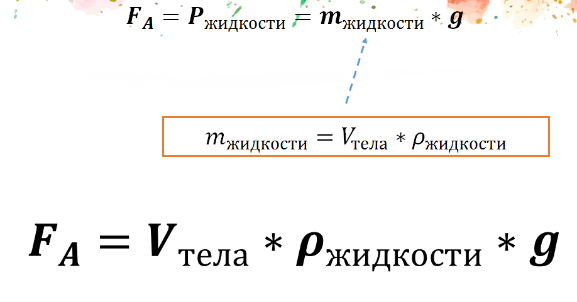 F_A = P_жидкости = m_жидкости * g
m_жидкости = V_тела * ρ_жидкости
F_A = V_тела * ρ_жидкости * g